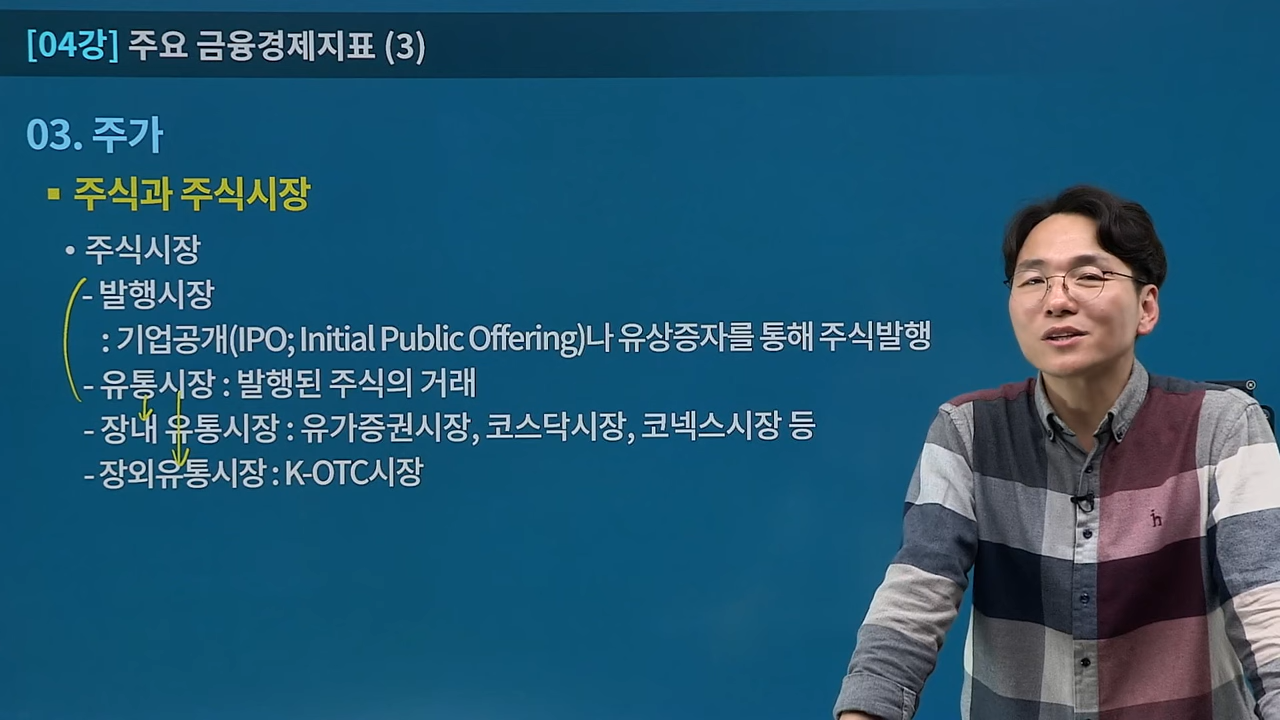 [04강] 주요 금융경제지표 (3)
03. 주가
▪ 주식과 주식시장
• 주식시장
- 발행시장
: 기업공개(IPO; Initial Public Offering)나 유상증자를 통해 주식발행
- 유통시장 : 발행된 주식의 거래
- 장내 유통시장 : 유가증권시장, 코스닥시장, 코넥스시장 등
- 장외유통시장 : K-OTC시장
h